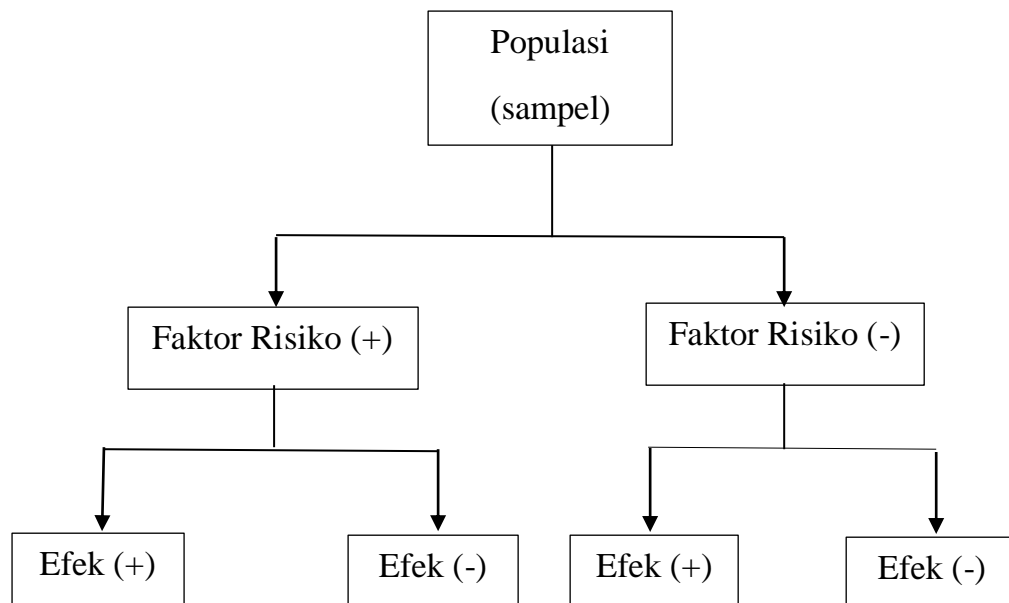 Populasi
(sampel)
Faktor Risiko (+)
Faktor Risiko (-)
Efek (+)
Efek (-)
Efek (+)
Efek (-)